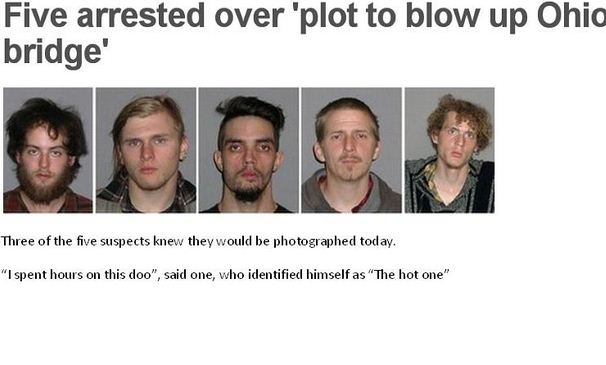 Five arrested over 'plot to blow up Ohio
bridge'
Three of the five suspects knew they would be photographed today.
“I spent hours on this doo”, said one, who identified himself as “The hot one”